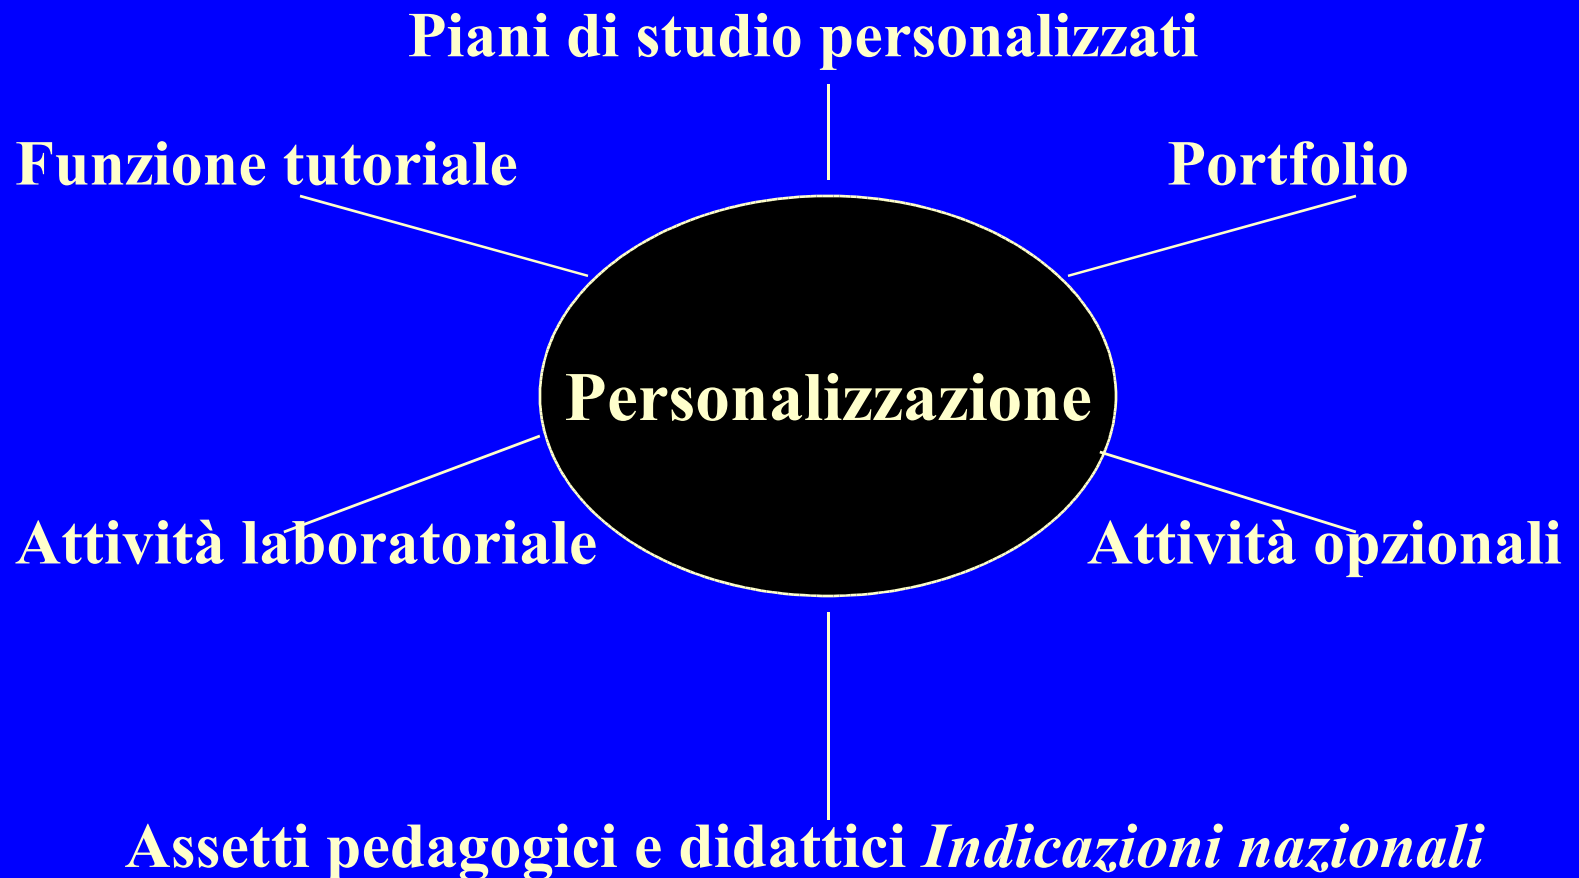 Piani di studio personalizzati
Funzione tutoriale
Portfolio
Personalizzazione
Attività laboratoriale
Attività opzionali
Assetti pedagogici e didattici Indicazioni nazionali